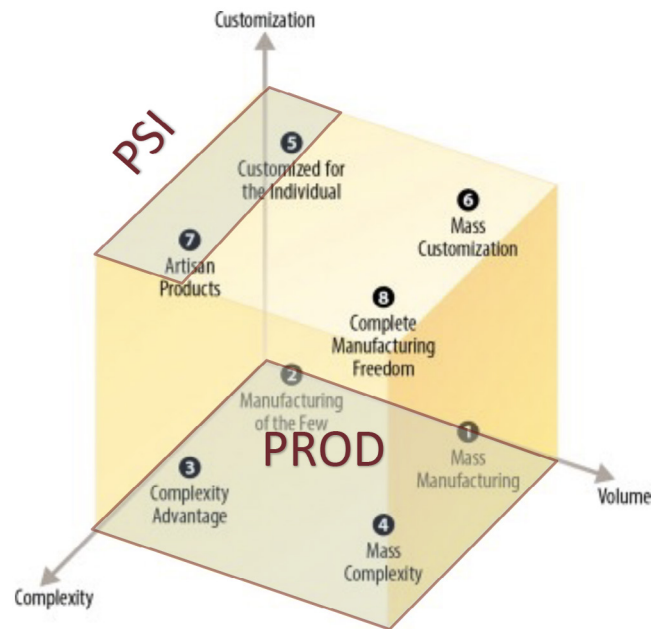 Customization
PSI
5
Customized for
the Individual
6
Mass
Customization
7
Artisan
Products
8
Complete
Manufacturing
Freedom
2
Manufacturing
of the Few
PROD
1
Mass
Manufacturing
3
Complexity
Advantage
Volume
4
Mass
Complexity
Complexity